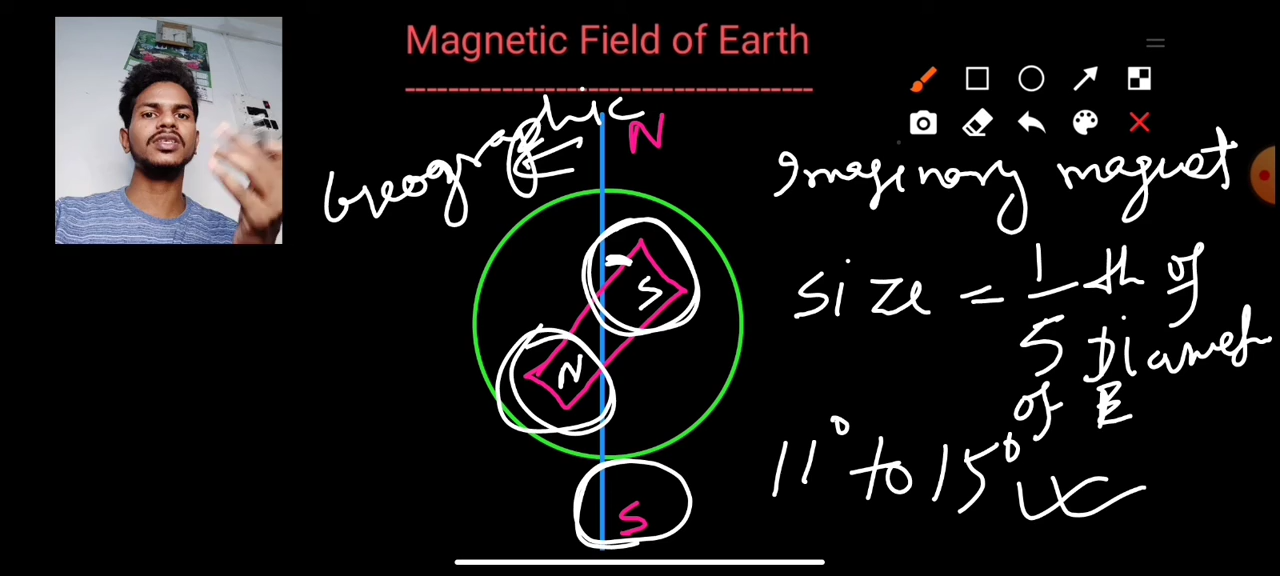 Magnetic Field of Earth
---------------------------------
Geographic
N
Imaginary magnet
S
size = 1/5 th of
Diameter
N
of E
11° to 15°
S